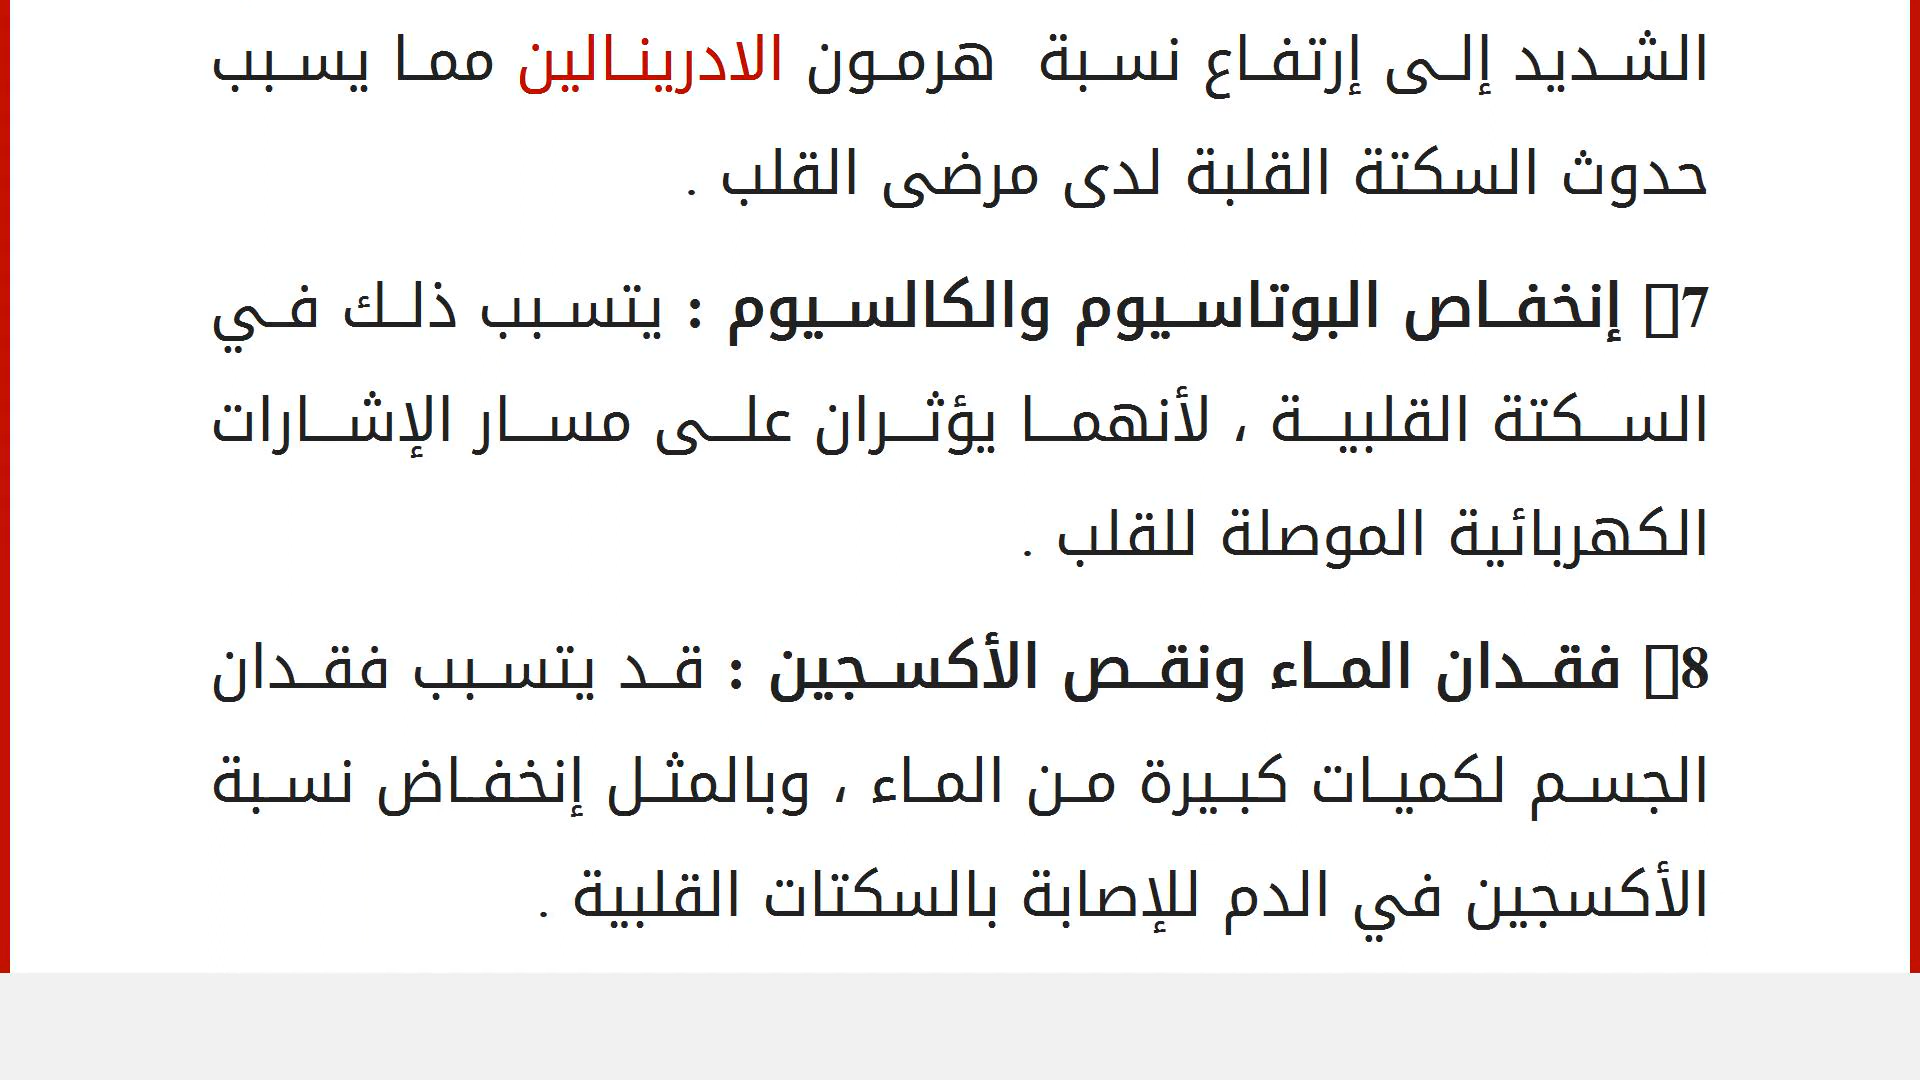 الشديد إلى إرتفاع نسبة هرمون الادرينالين مما يسبب
حدوث السكتة القلبة لدى مرضى القلب .
7 إنخفاص البوتاسيوم والكالسيوم : يتسبب ذلك في
السكتة القلبية ، لأنهما يؤثران على مسار الإشارات
الكهربائية الموصلة للقلب .
8 فقدان الماء ونقص الأكسجين : قد يتسبب فقدان
الجسم لكميات كبيرة من الماء ، وبالمثل إنخفاض نسبة
الأكسجين في الدم للإصابة بالسكتات القلبية .